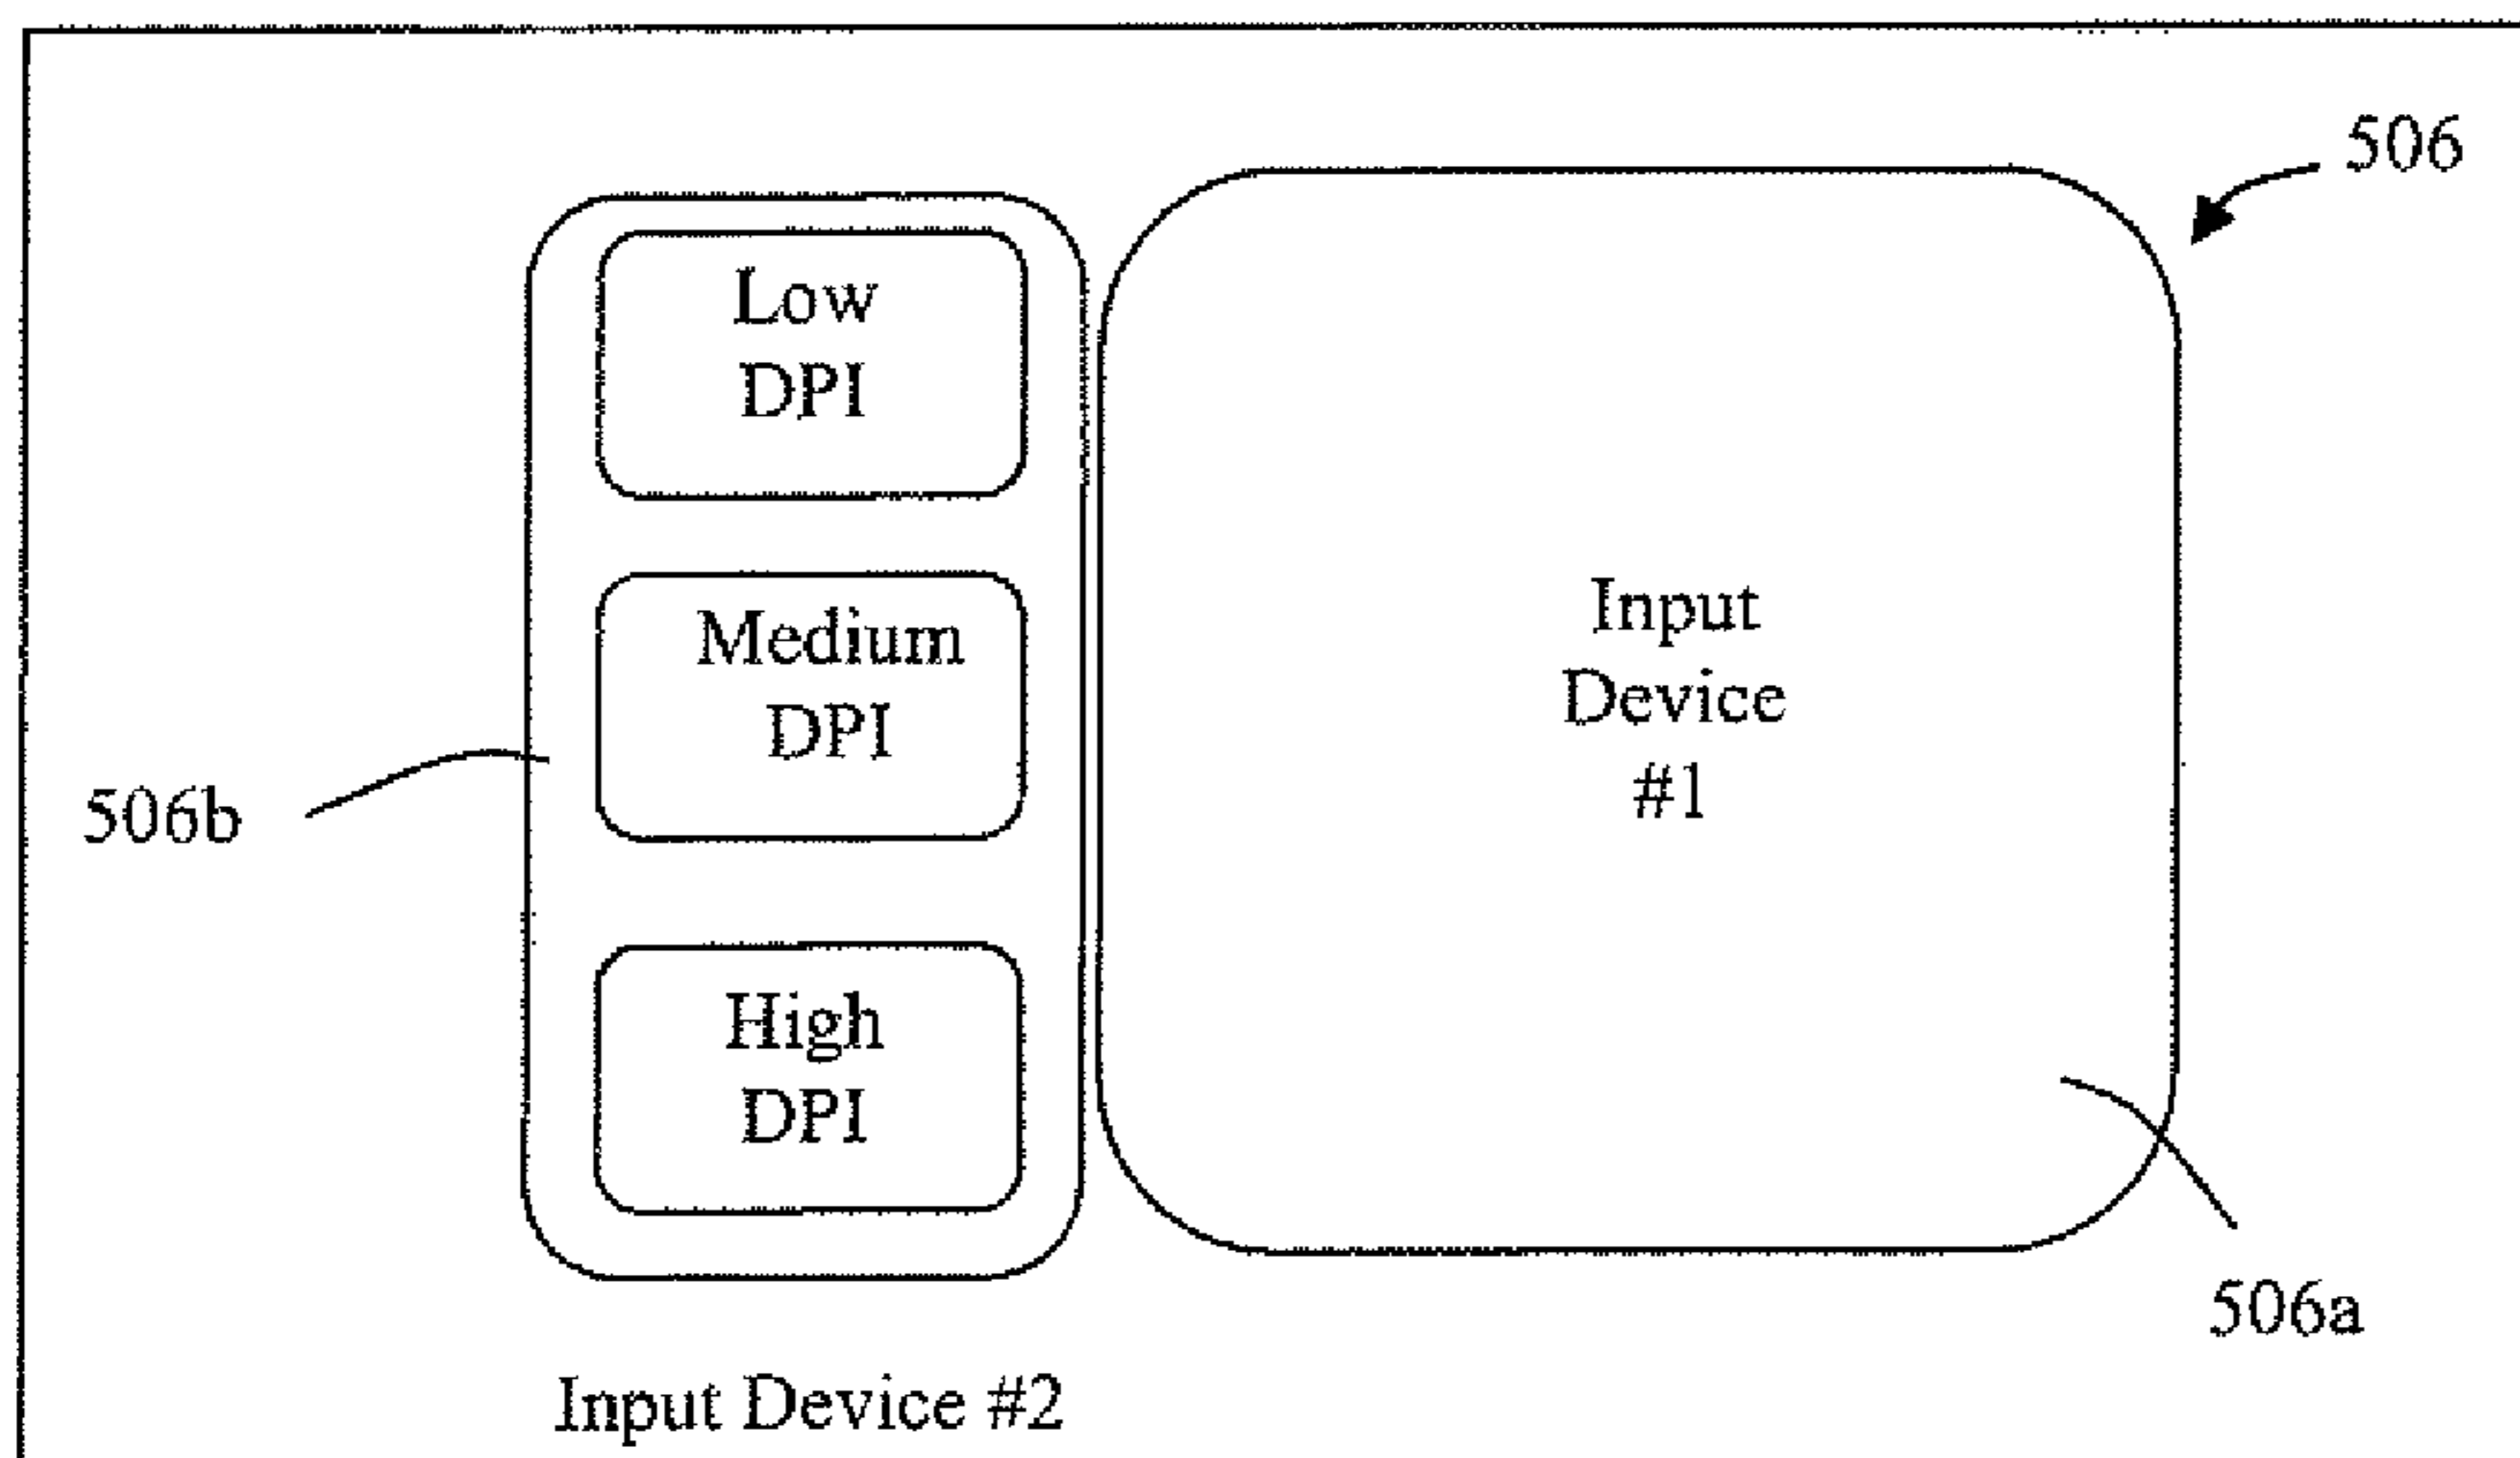 506
Low
DPI
Medium
DPI
506b
High
DPI
Input Device #2
Input
Device
#1
506a